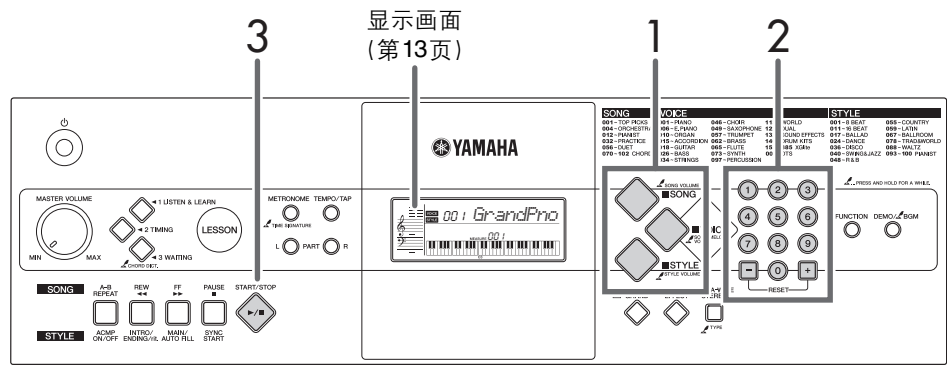 3
显示画面
(第13页)
1
2
YAMAHA
MASTER VOLUME
MIN
MAX
1 LISTEN & LEARN
2 TIMING
3 WAITING
CHORD DICT.
LESSON
METRONOME
TEMPO/TAP
TIME SIGNATURE
L
PART
R
001 GrandPno
MEASURE 001
SONG
001–TOP PICKS
004–ORCHESTRA
012–PIANIST
032–PRACTICE
056–DUET
070–102 CHORD
VOICE
001–PIANO
006–E.PIANO
010–ORGAN
015–ACCORDION
018–GUITAR
026–BASS
034–STRINGS
046–CHOIR
049–SAXOPHONE
057–TRUMPET
062–BRASS
065–FLUTE
073–SYNTH
097–PERCUSSION
STYLE
001–8 BEAT
011–16 BEAT
017–BALLAD
024–DANCE
036–DISCO
040–SWING&JAZZ
048–R&B
055–COUNTRY
059–LATIN
067–BALLROOM
078–TRAD&WORLD
088–WALTZ
093–100 PIANIST
SONG VOLUME
SONG
STYLE
STYLE VOLUME
1 2 3
4 5 6
7 8 9
– 0 +
RESET
PRESS AND HOLD FOR A WHILE.
FUNCTION
DEMO/
BGM
TYPE
SONG
A-B REPEAT
REW
FF
PAUSE
START/STOP
STYLE
ACMP ON/OFF
INTRO/ ENDING/rit.
MAIN/ AUTO FILL
SYNC START